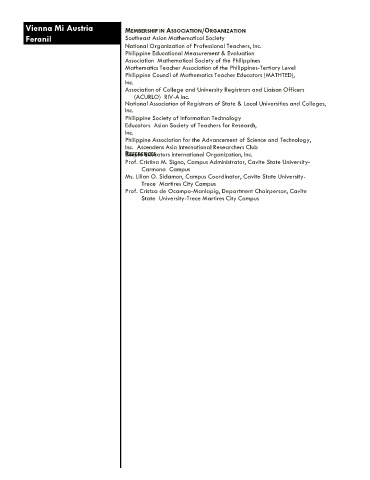 Vienna Mi Austria
Feranil
MEMBERSHIP IN ASSOCIATION/ORGANIZATION
Southeast Asian Mathematical Society
National Organization of Professional Teachers, Inc.
Philippine Educational Measurement & Evaluation
Association Mathematical Society of the Philippines
Mathematics Teacher Association of the Philippines-Tertiary Level
Philippine Council of Mathematics Teacher Educators (MATHTED),
Inc.
Association of College and University Registrars and Liaison Officers
(ACURLO) RIV-A Inc.
National Association of Registrars of State & Local Universities and Colleges,
Inc.
Philippine Society of Information Technology
Educators Asian Society of Teachers for Research,
Inc.
Philippine Association for the Advancement of Science and Technology,
Inc. Ascendens Asia International Researchers Club
Educators International Organization, Inc.
Prof. Cristina M. Signo, Campus Administrator, Cavite State University-
Carmona Campus
Ms. Lilian O. Sidamon, Campus Coordinator, Cavite State University-
Trece Martires City Campus
Prof. Cristza de Ocampo-Manlapig, Department Chairperson, Cavite
State University-Trece Martires City Campus